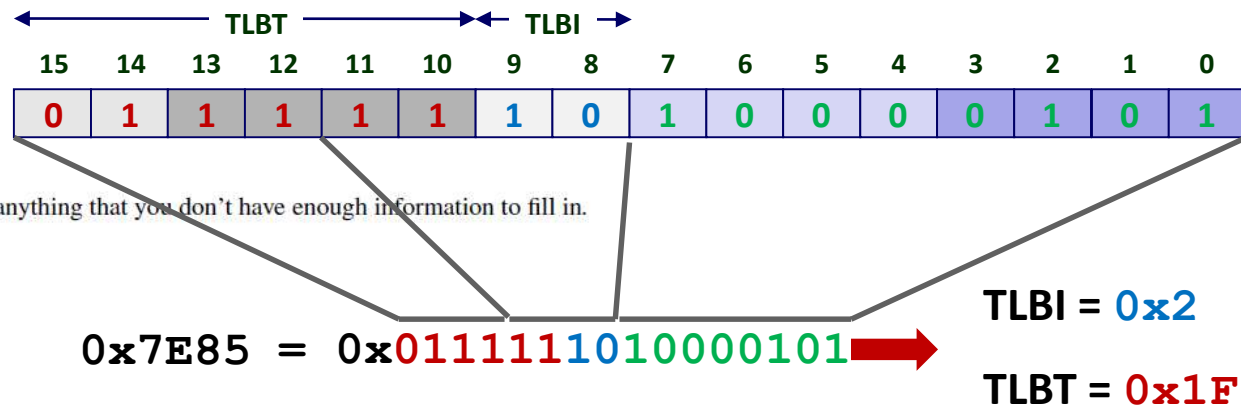 TLBT TLBI
15 14 13 12 11 10 9 8 7 6 5 4 3 2 1 0
0 1 1 1 1 1 1 0 1 0 0 0 0 1 0 1
anything that you don't have enough information to fill in.
TLBI = 0x2
0x7E85 = 0x0111111010000101
TLBT = 0x1F